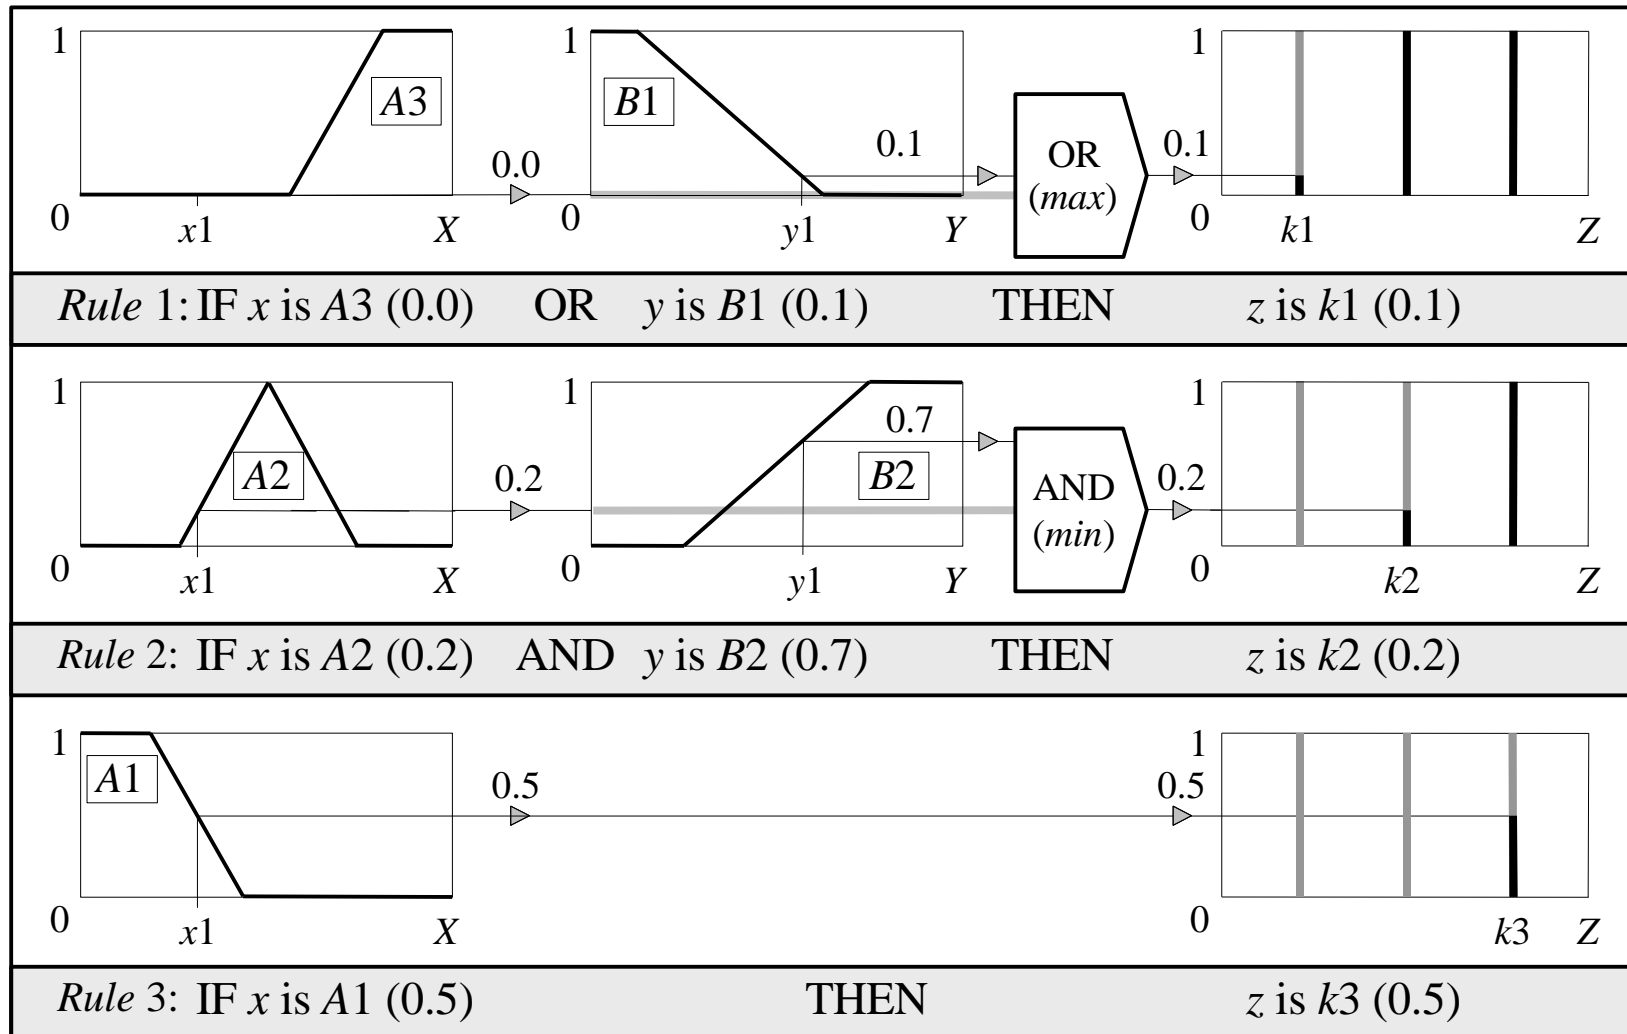 1 A3 0.0 0 x1 X
1 B1 0.1 0 y1 Y
OR
(max)
0.1
1 0 k1 Z
Rule 1: IF x is A3 (0.0) OR y is B1 (0.1) THEN z is k1 (0.1)
1 A2 0.2 0 x1 X
1 0.7 B2 0 y1 Y
AND
(min)
0.2
1 0 k2 Z
Rule 2: IF x is A2 (0.2) AND y is B2 (0.7) THEN z is k2 (0.2)
1 A1 0.5 0 x1 X
1
0.5
0 k3 Z
Rule 3: IF x is A1 (0.5) THEN z is k3 (0.5)